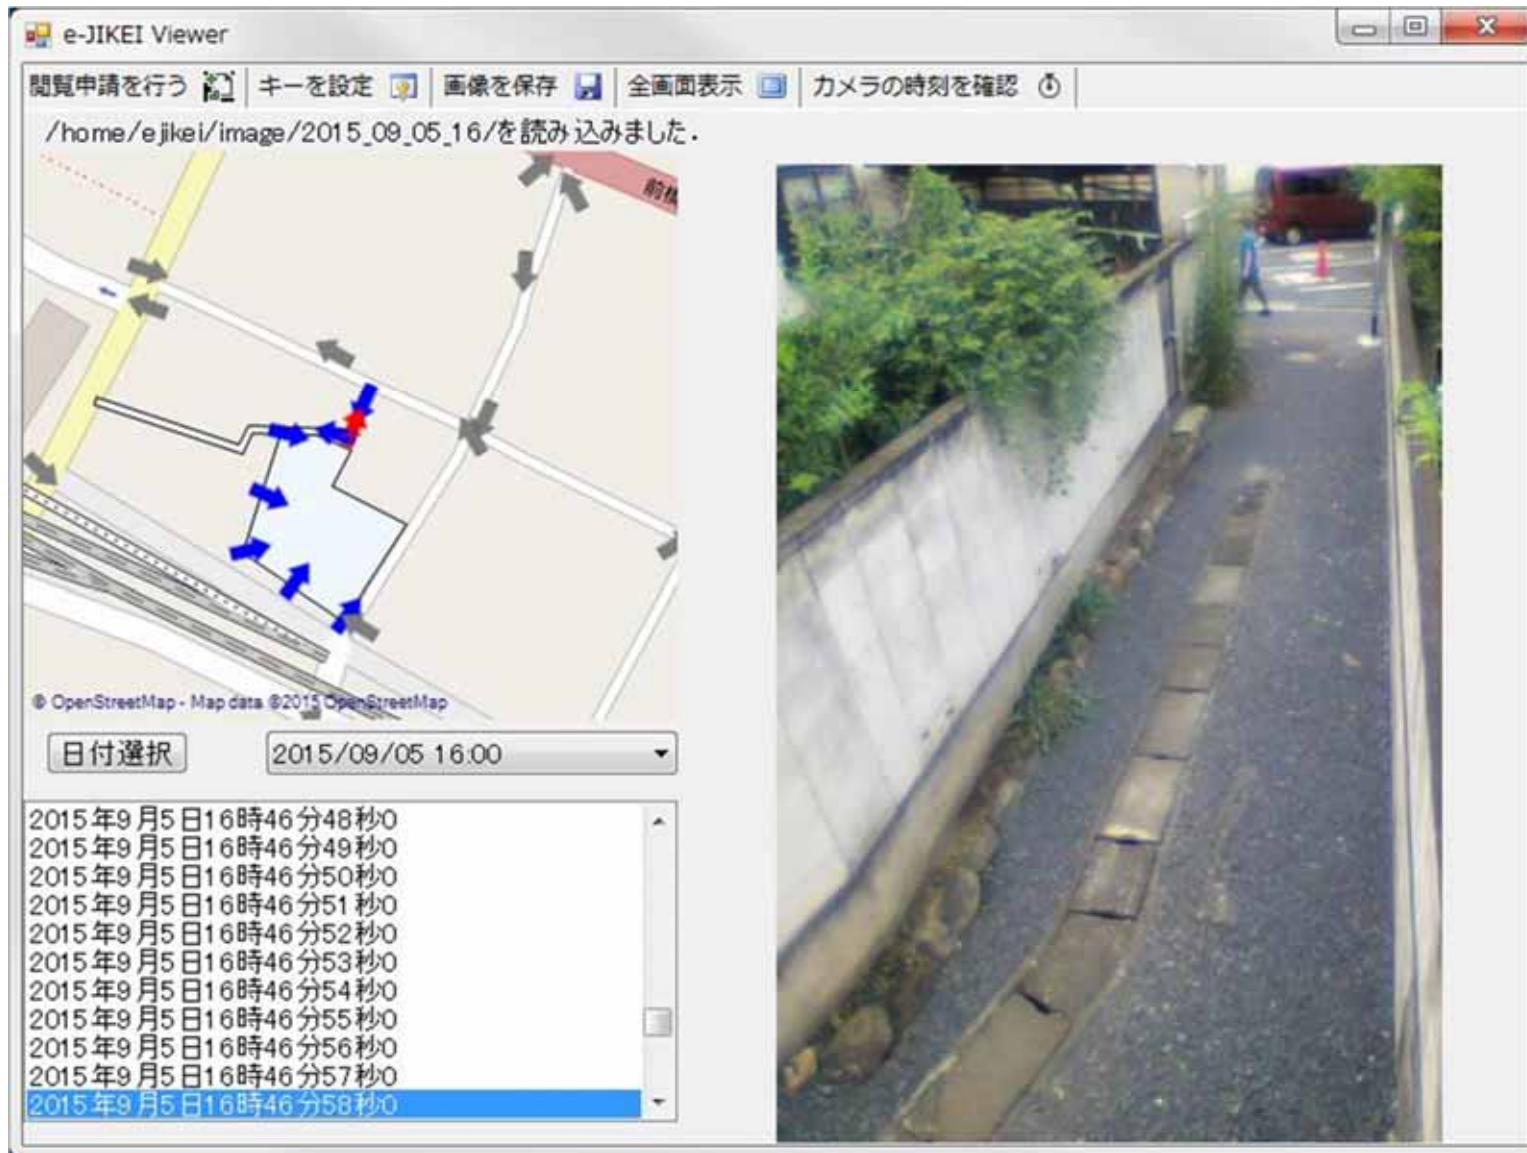 e-JIKEI Viewer
閲覧申請を行う キーを設定 画像を保存 全画面表示 カメラの時刻を確認
/home/ejikei/image/2015_09_05_16/を読み込みました.
前橋
© OpenStreetMap - Map data ©2015 OpenStreetMap
日付選択 2015/09/05 16:00
2015年9月5日16時46分48秒0
2015年9月5日16時46分49秒0
2015年9月5日16時46分50秒0
2015年9月5日16時46分51秒0
2015年9月5日16時46分52秒0
2015年9月5日16時46分53秒0
2015年9月5日16時46分54秒0
2015年9月5日16時46分55秒0
2015年9月5日16時46分56秒0
2015年9月5日16時46分57秒0
2015年9月5日16時46分58秒0